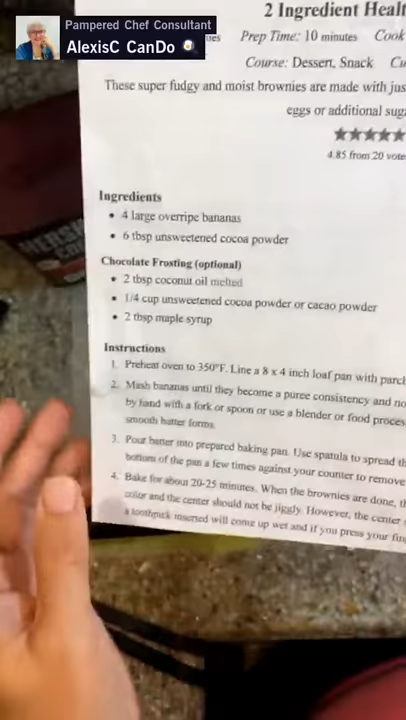 Pampered Chef Consultant
AlexisC CanDo
2 Ingredient Healt
Prep Time: 10 minutes Cook
Course: Dessert, Snack Cu
These super fudgy and moist brownies are made with jus
eggs or additional suga
4.85 from 20 vote
Ingredients
• 4 large overripe bananas
• 6 tbsp unsweetened cocoa powder
Chocolate Frosting (optional)
• 2 tbsp coconut oil melted
• 1/4 cup unsweetened cocoa powder or cacao powder
• 2 tbsp maple syrup
Instructions
1. Preheat oven to 350°F. Line a 8 x 4 inch loaf pan with parch
2. Mash bananas until they become a puree consistency and no
by hand with a fork or spoon or use a blender or food proces
smooth batter forms.
3. Pour batter into prepared baking pan. Use spatula to spread th
bottom of the pan a few times against your counter to remove
4. Bake for about 20-25 minutes. When the brownies are done, th
color and the center should not be jiggly. However, the center
a toothpick inserted will come up wet and if you press your fing
HERSHE